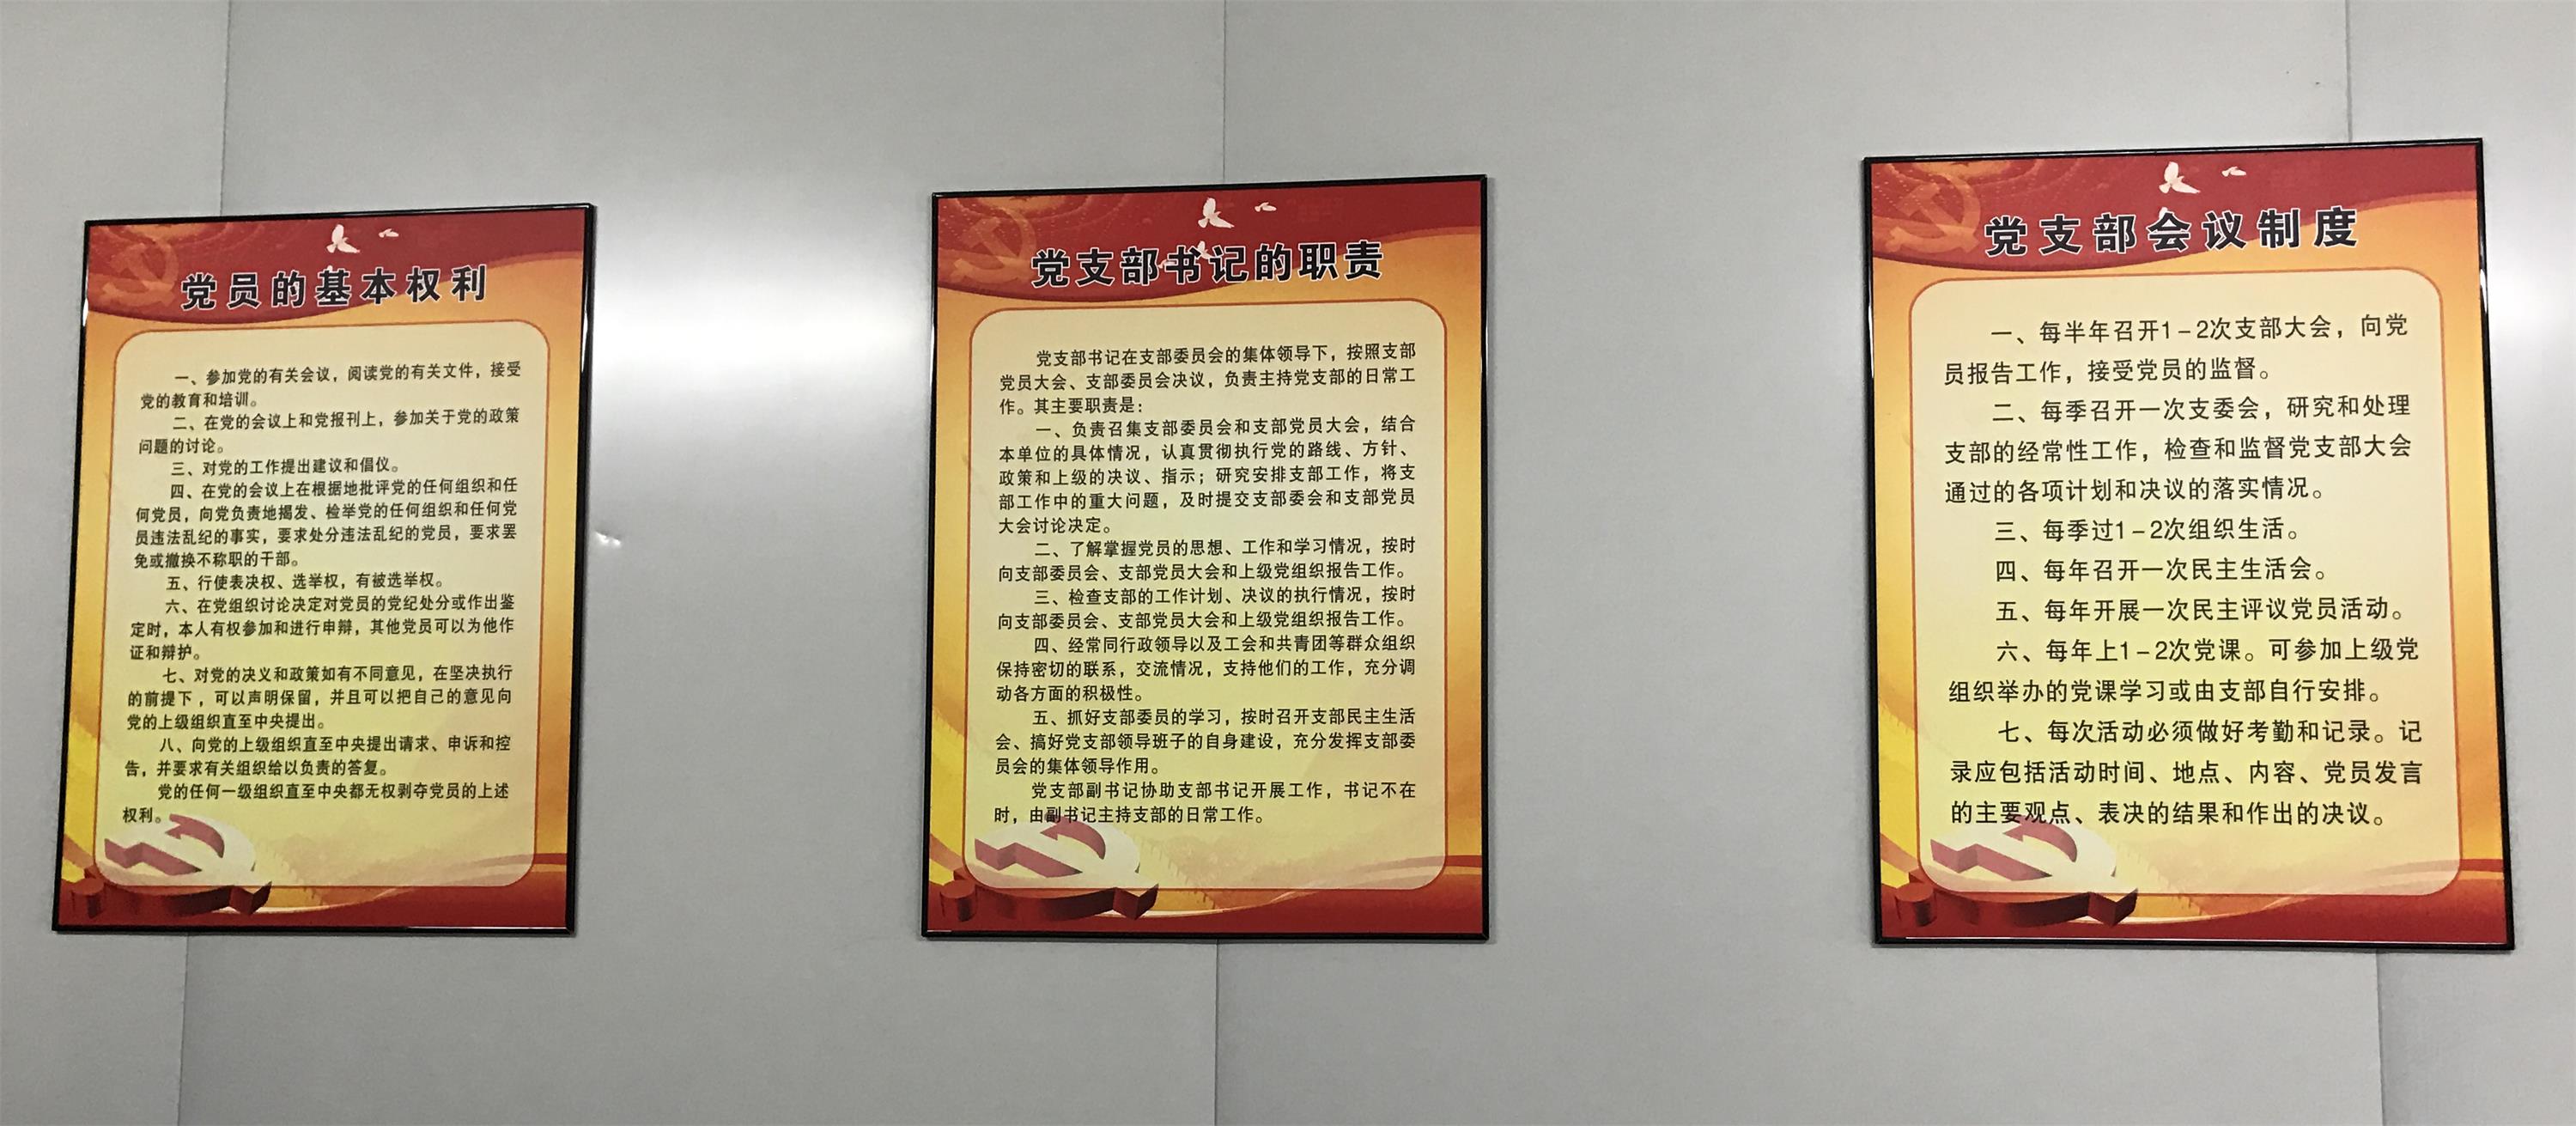 党员的基本权利
一、参加党的有关会议，阅读党的有关文件，接受
党的教育和培训。
二、在党的会议上和党报刊上，参加关于党的政策
问题的讨论。
三、对党的工作提出建议和倡仪。
四、在党的会议上在根据地批评党的任何组织和任
何党员，向党负责地揭发、检举党的任何组织和任何党
员违法乱纪的事实，要求处分违法乱纪的党员，要求罢
免或撤换不称职的干部。
五、行使表决权、选举权，有被选举权。
六、在党组织讨论决定对党员的党纪处分或作出鉴
定时，本人有权参加和进行申辩，其他党员可以为他作
证和辩护。
七、对党的决义和政策如有不同意见，在坚决执行
的前提下，可以声明保留，并且可以把自己的意见向
党的上级组织直至中央提出。
八、向党的上级组织直至中央提出请求、申诉和控
告，并要求有关组织给以负责的答复。
党的任何一级组织直至中央都无权剥夺党员的上述
权利。
党支部书记的职责
党支部书记在支部委员会的集体领导下，按照支部
党员大会、支部委员会决议，负责主持党支部的日常工
作。其主要职责是：
一、负责召集支部委员会和支部党员大会，结合
本单位的具体情况，认真贯彻执行党的路线、方针、
政策和上级的决议、指示；研究安排支部工作，将支
部工作中的重大问题，及时提交支部委会和支部党员
大会讨论决定。
二、了解掌握党员的思想、工作和学习情况，按时
向支部委员会、支部党员大会和上级党组织报告工作。
三、检查支部的工作计划、决议的执行情况，按时
向支部委员会、支部党员大会和上级党组织报告工作。
四、经常同行政领导以及工会和共青团等群众组织
保持密切的联系，交流情况，支持他们的工作，充分调
动各方面的积极性。
五、抓好支部委员的学习，按时召开支部民主生活
会、搞好党支部领导班子的自身建设，充分发挥支部委
员会的集体领导作用。
党支部副书记协助支部书记开展工作，书记不在
时，由副书记主持支部的日常工作。
党支部会议制度
一、每半年召开1－2次支部大会，向党
员报告工作，接受党员的监督。
二、每季召开一次支委会，研究和处理
支部的经常性工作，检查和监督党支部大会
通过的各项计划和决议的落实情况。
三、每季过1－2次组织生活。
四、每年召开一次民主生活会。
五、每年开展一次民主评议党员活动。
六、每年上1－2次党课。可参加上级党
组织举办的党课学习或由支部自行安排。
七、每次活动必须做好考勤和记录。记
录应包括活动时间、地点、内容、党员发言
的主要观点、表决的结果和作出的决议。